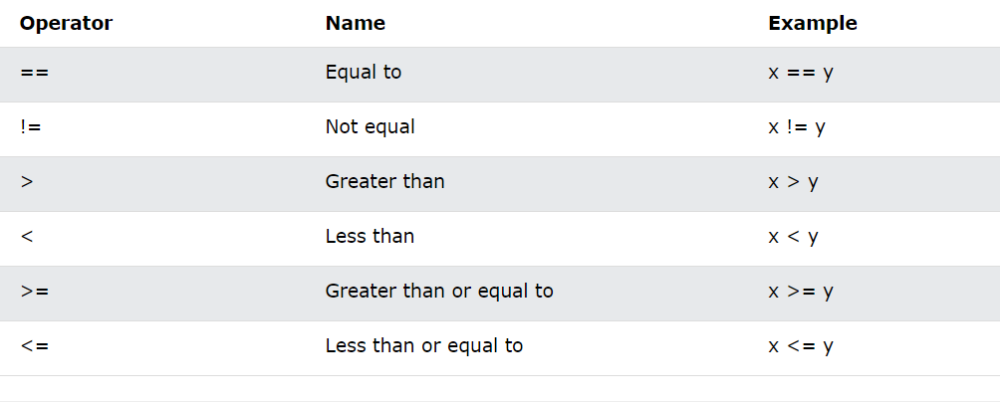 Operator Name Example
== Equal to x == y
!= Not equal x != y
> Greater than x > y
< Less than x < y
>= Greater than or equal to x >= y
<= Less than or equal to x <= y